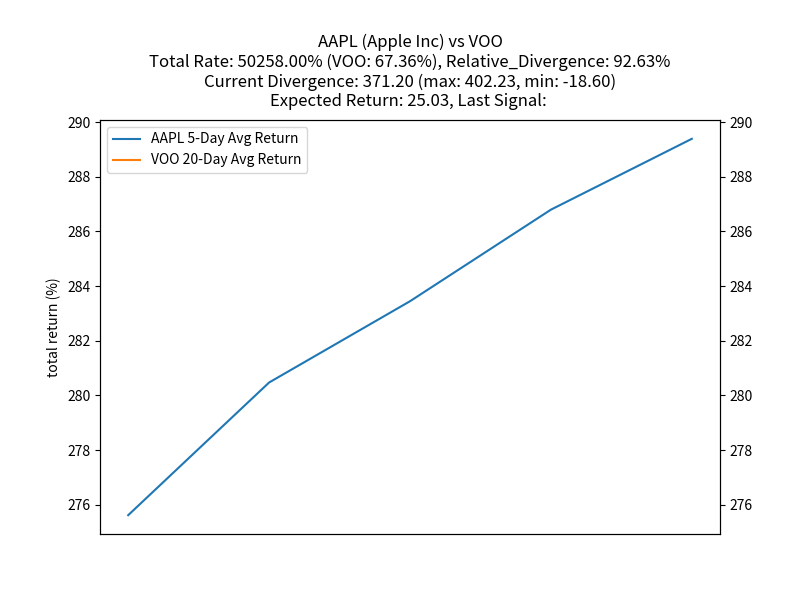 AAPL (Apple Inc) vs VOO
Total Rate: 50258.00% (VOO: 67.36%), Relative_Divergence: 92.63%
Current Divergence: 371.20 (max: 402.23, min: -18.60)
Expected Return: 25.03, Last Signal:
AAPL 5-Day Avg Return
VOO 20-Day Avg Return
total return (%)
290
288
286
284
282
280
278
276
290
288
286
284
282
280
278
276